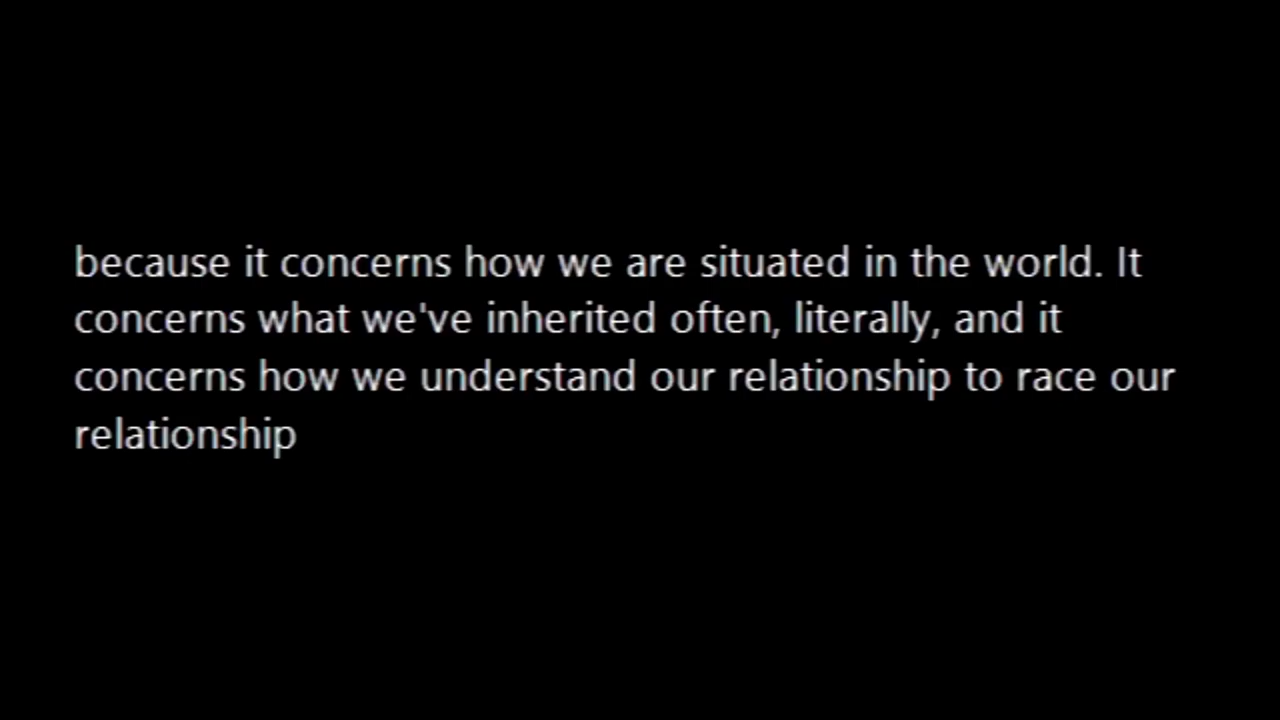 because it concerns how we are situated in the world. It
concerns what we've inherited often, literally, and it
concerns how we understand our relationship to race our
relationship